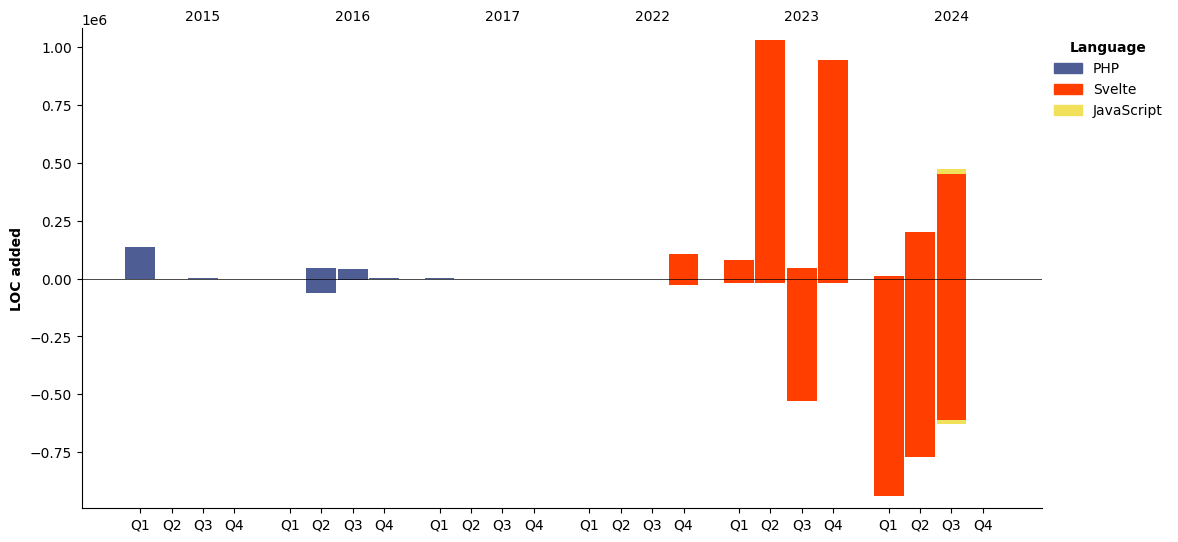 1e6
2015 2016 2017 2022 2023 2024
Language
PHP
Svelte
JavaScript
LOC added
1.00
0.75
0.50
0.25
0.00
−0.25
−0.50
−0.75
Q1 Q2 Q3 Q4 Q1 Q2 Q3 Q4 Q1 Q2 Q3 Q4 Q1 Q2 Q3 Q4 Q1 Q2 Q3 Q4 Q1 Q2 Q3 Q4